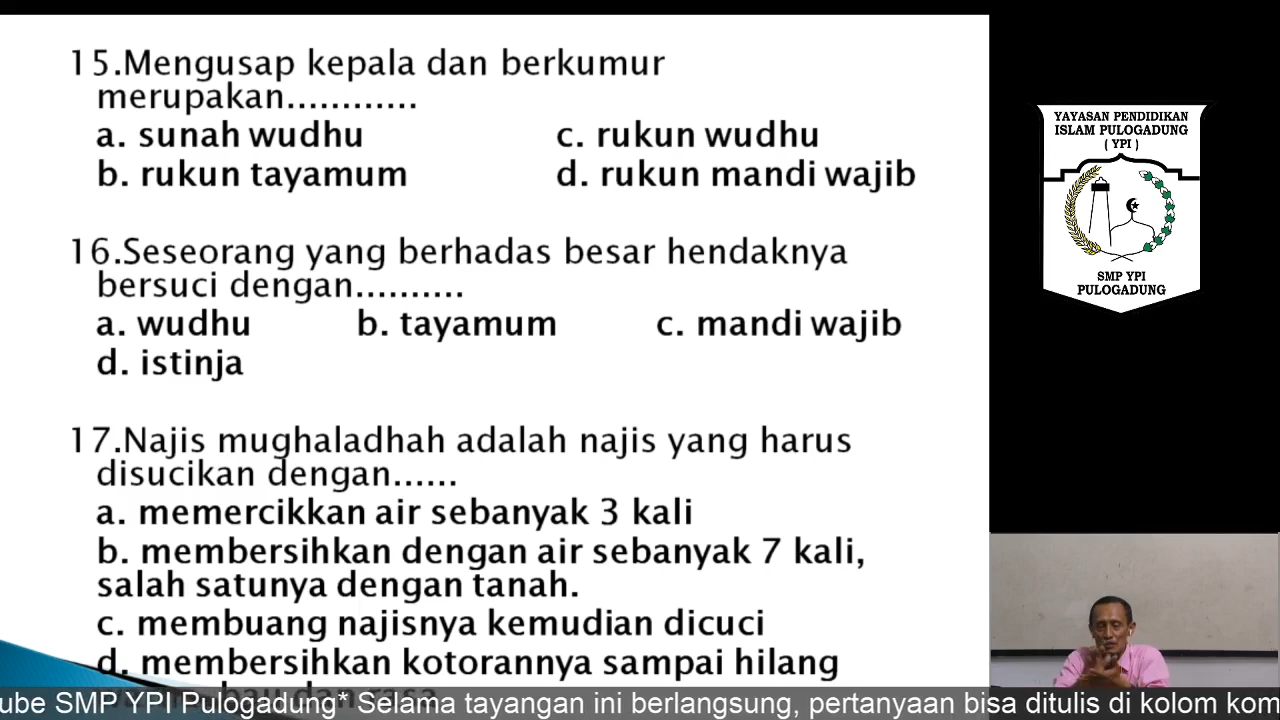 15.Mengusap kepala dan berkumur
merupakan............
a. sunah wudhu c. rukun wudhu
b. rukun tayamum d. rukun mandi wajib
16.Seseorang yang berhadas besar hendaknya
bersuci dengan..........
a. wudhu b. tayamum c. mandi wajib
d. istinja
17.Najis mughaladhah adalah najis yang harus
disucikan dengan......
a. memercikkan air sebanyak 3 kali
b. membersihkan dengan air sebanyak 7 kali,
salah satunya dengan tanah.
c. membuang najisnya kemudian dicuci
d. membersihkan kotorannya sampai hilang
YAYASAN PENDIDIKAN
ISLAM PULOGADUNG
( YPI )
SMP YPI
PULOGADUNG
ube SMP YPI Pulogadung* Selama tayangan ini berlangsung, pertanyaan bisa ditulis di kolom kom